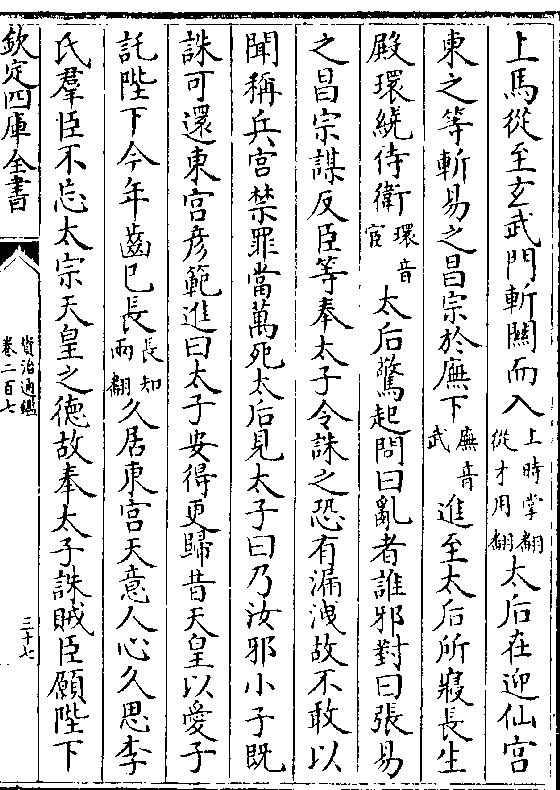 上馬從至玄武門斬關而入上時掌翻從才用翻太后在迎仙宫
東之等斬易之昌宗於廡下廡音武進至太后所寢長生
殿環繞侍衛環音宦太后驚起問曰亂者誰邪對曰張易
之昌宗謀反臣等奉太子令誅之恐有漏洩故不敢以
聞稱兵宫禁罪當萬死太后見太子曰乃汝邪小子既
誅可還東宫彦範進曰太子安得更歸昔天皇以愛子
託陛下今年齒已長長知兩翻久居東宫天意人心久思李
氏羣臣不忘太宗天皇之德故奉太子誅賊臣願陛下
欽定四庫全書
資治通鑑
卷二百七
三十七